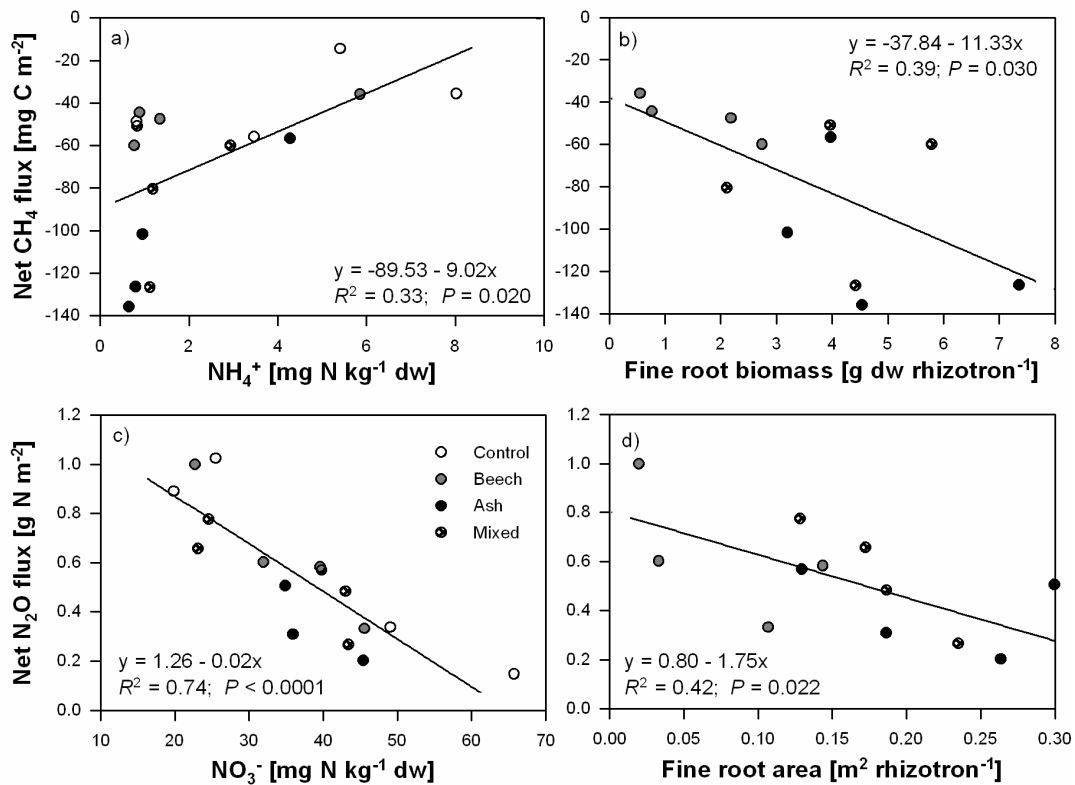 a)
0
-20
-40
-60
-80
-100
-120
-140
Net CH₄ flux [mg C m⁻²]
y = -89.53 - 9.02x
R² = 0.33; P = 0.020
0 2 4 6 8 10
NH₄⁺ [mg N kg⁻¹ dw]
b)
y = -37.84 - 11.33x
R² = 0.39; P = 0.030
0
-20
-40
-60
-80
-100
-120
-140
0 1 2 3 4 5 6 7 8
Fine root biomass [g dw rhizotron⁻¹]
c)
1.2
1.0
0.8
0.6
0.4
0.2
0.0
Net N₂O flux [g N m⁻²]
Control
Beech
Ash
Mixed
y = 1.26 - 0.02x
R² = 0.74; P < 0.0001
10 20 30 40 50 60 70
NO₃⁻ [mg N kg⁻¹ dw]
d)
1.2
1.0
0.8
0.6
0.4
0.2
0.0
y = 0.80 - 1.75x
R² = 0.42; P = 0.022
0.00 0.05 0.10 0.15 0.20 0.25 0.30
Fine root area [m² rhizotron⁻¹]